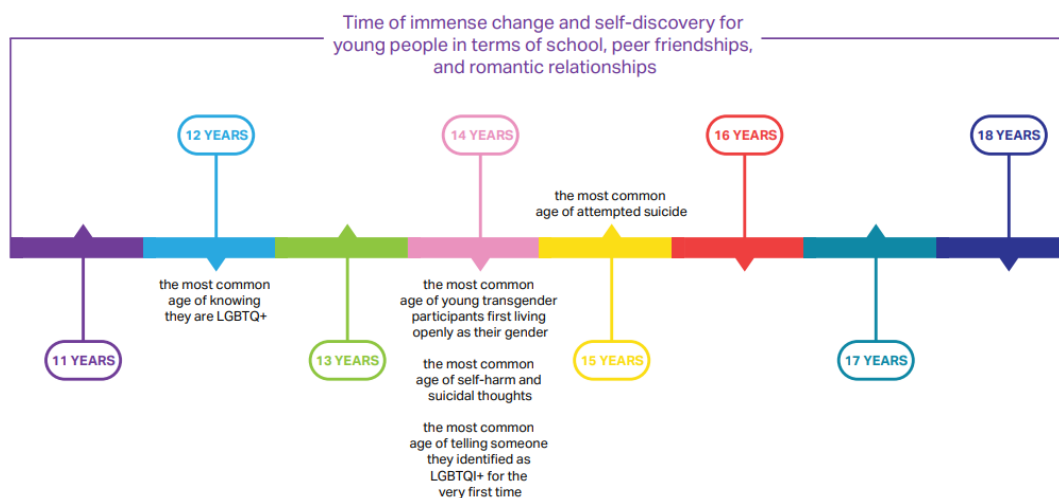 Time of immense change and self-discovery for
young people in terms of school, peer friendships,
and romantic relationships
12 YEARS
14 YEARS
16 YEARS
18 YEARS
the most common
age of attempted suicide
the most common
age of knowing
they are LGBTQ+
the most common
age of young transgender
participants first living
openly as their gender
the most common
age of self-harm and
suicidal thoughts
the most common
age of telling someone
they identified as
LGBTQI+ for the
very first time
11 YEARS
13 YEARS
15 YEARS
17 YEARS